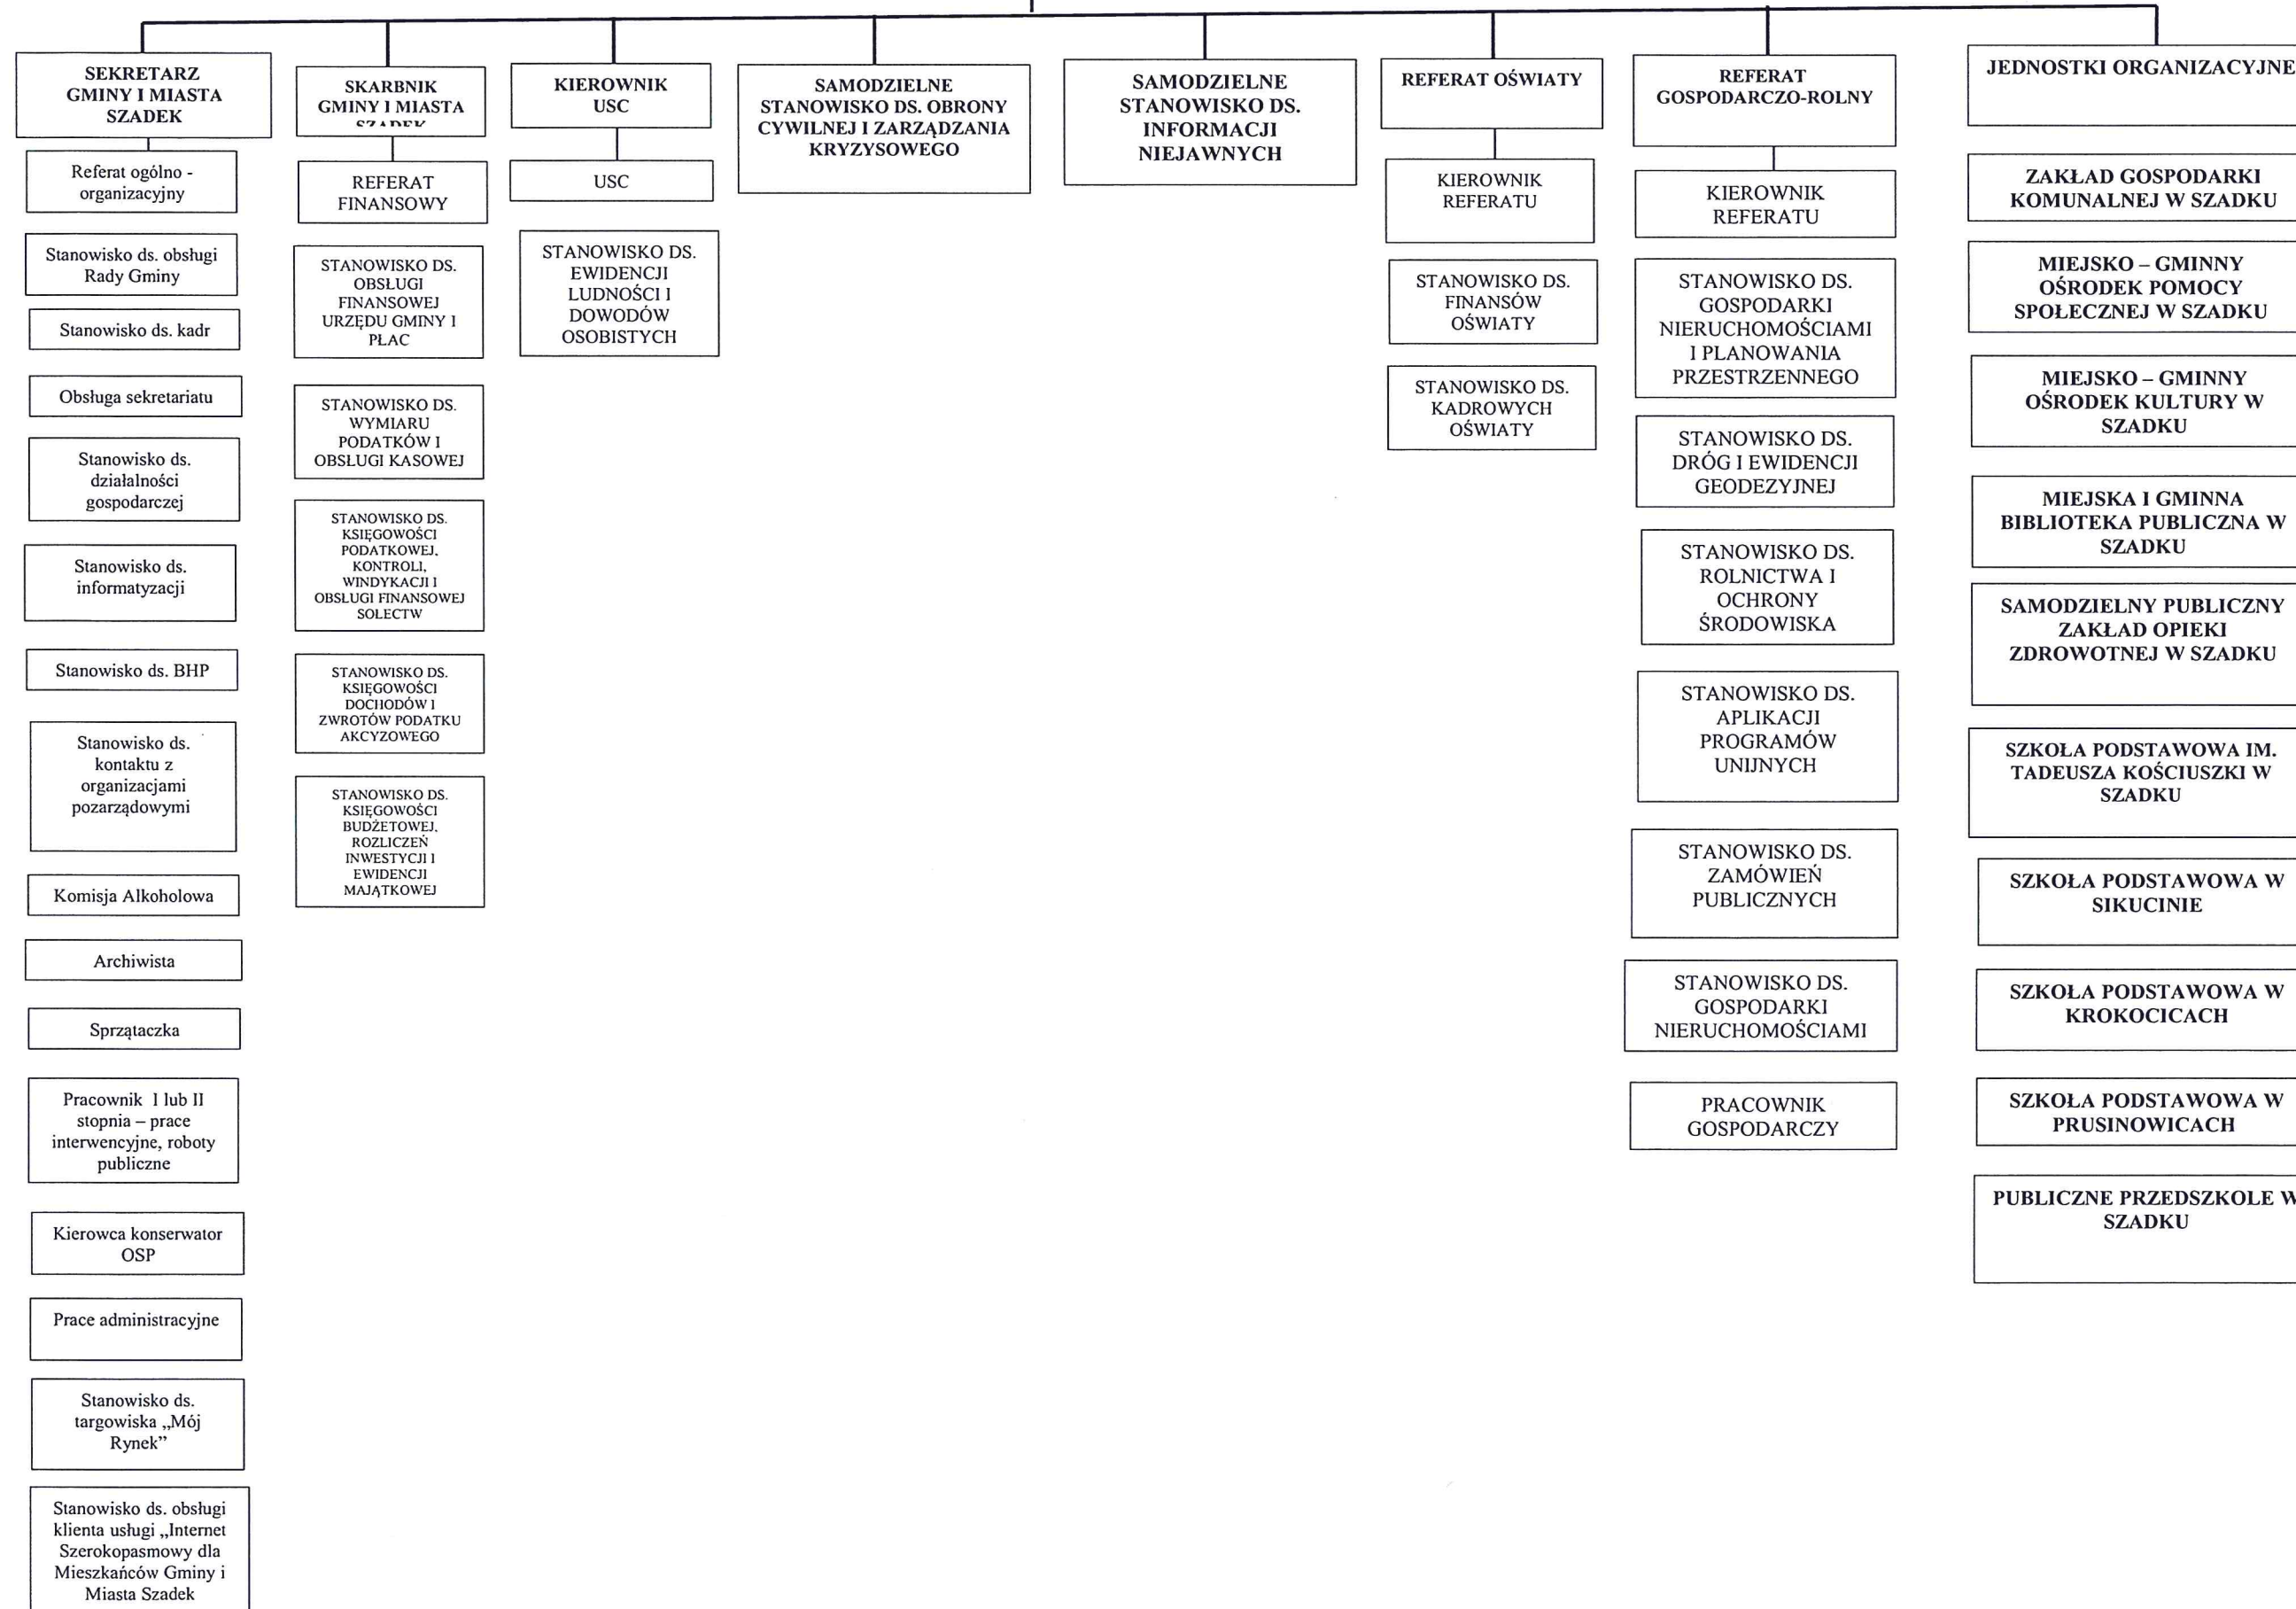 SEKRETARZ
GMINY I MIASTA
SZADEK
Referat ogólno -
organizacyjny
Stanowisko ds. obsługi
Rady Gminy
Stanowisko ds. kadr
Obsługa sekretariatu
Stanowisko ds.
działalności
gospodarczej
Stanowisko ds.
informatyzacji
Stanowisko ds. BHP
Stanowisko ds.
kontaktu z
organizacjami
pozarządowymi
Komisja Alkoholowa
Archiwista
Sprzątaczka
Pracownik I lub II
stopnia – prace
interwencyjne, roboty
publiczne
Kierowca konserwator
OSP
Prace administracyjne
Stanowisko ds.
targowiska „Mój
Rynek”
Stanowisko ds. obsługi
klienta usługi „Internet
Szerokopasmowy dla
Mieszkańców Gminy i
Miasta Szadek
SKARBNIK
GMINY I MIASTA
SZADEK
REFERAT
FINANSOWY
STANOWISKO DS.
OBSŁUGI
FINANSOWEJ
URZĘDU GMINY I
PŁAC
STANOWISKO DS.
WYMIARU
PODATKÓW I
OBSŁUGI KASOWEJ
STANOWISKO DS.
KSIĘGOWOŚCI
PODATKOWEJ,
KONTROLI,
WINDYKACJI I
OBSŁUGI FINANSOWEJ
SOŁECTW
STANOWISKO DS.
KSIĘGOWOŚCI
DOCHODÓW I
ZWROTÓW PODATKU
AKCYZOWEGO
STANOWISKO DS.
KSIĘGOWOŚCI
BUDŻETOWEJ,
ROZLICZEŃ
INWESTYCJI I
EWIDENCJI
MAJĄTKOWEJ
KIEROWNIK
USC
USC
STANOWISKO DS.
EWIDENCJI
LUDNOŚCI I
DOWODÓW
OSOBISTYCH
SAMODZIELNE
STANOWISKO DS. OBRONY
CYWILNEJ I ZARZĄDZANIA
KRYZYSOWEGO
SAMODZIELNE
STANOWISKO DS.
INFORMACJI
NIEJAWNYCH
REFERAT OŚWIATY
KIEROWNIK
REFERATU
STANOWISKO DS.
FINANSÓW
OŚWIATY
STANOWISKO DS.
KADROWYCH
OŚWIATY
REFERAT
GOSPODARCZO-ROLNY
KIEROWNIK
REFERATU
STANOWISKO DS.
GOSPODARKI
NIERUCHOMOŚCIAMI
I PLANOWANIA
PRZESTRZENNEGO
STANOWISKO DS.
DRÓG I EWIDENCJI
GEODEZYJNEJ
STANOWISKO DS.
ROLNICTWA I
OCHRONY
ŚRODOWISKA
STANOWISKO DS.
APLIKACJI
PROGRAMÓW
UNIJNYCH
STANOWISKO DS.
ZAMÓWIEŃ
PUBLICZNYCH
STANOWISKO DS.
GOSPODARKI
NIERUCHOMOŚCIAMI
PRACOWNIK
GOSPODARCZY
JEDNOSTKI ORGANIZACYJNE
ZAKŁAD GOSPODARKI
KOMUNALNEJ W SZADKU
MIEJSKO – GMINNY
OŚRODEK POMOCY
SPOŁECZNEJ W SZADKU
MIEJSKO – GMINNY
OŚRODEK KULTURY W
SZADKU
MIEJSKA I GMINNA
BIBLIOTEKA PUBLICZNA W
SZADKU
SAMODZIELNY PUBLICZNY
ZAKŁAD OPIEKI
ZDROWOTNEJ W SZADKU
SZKOŁA PODSTAWOWA IM.
TADEUSZA KOŚCIUSZKI W
SZADKU
SZKOŁA PODSTAWOWA W
SIKUCINIE
SZKOŁA PODSTAWOWA W
KROKOCICACH
SZKOŁA PODSTAWOWA W
PRUSINOWICACH
PUBLICZNE PRZEDSZKOLE W
SZADKU